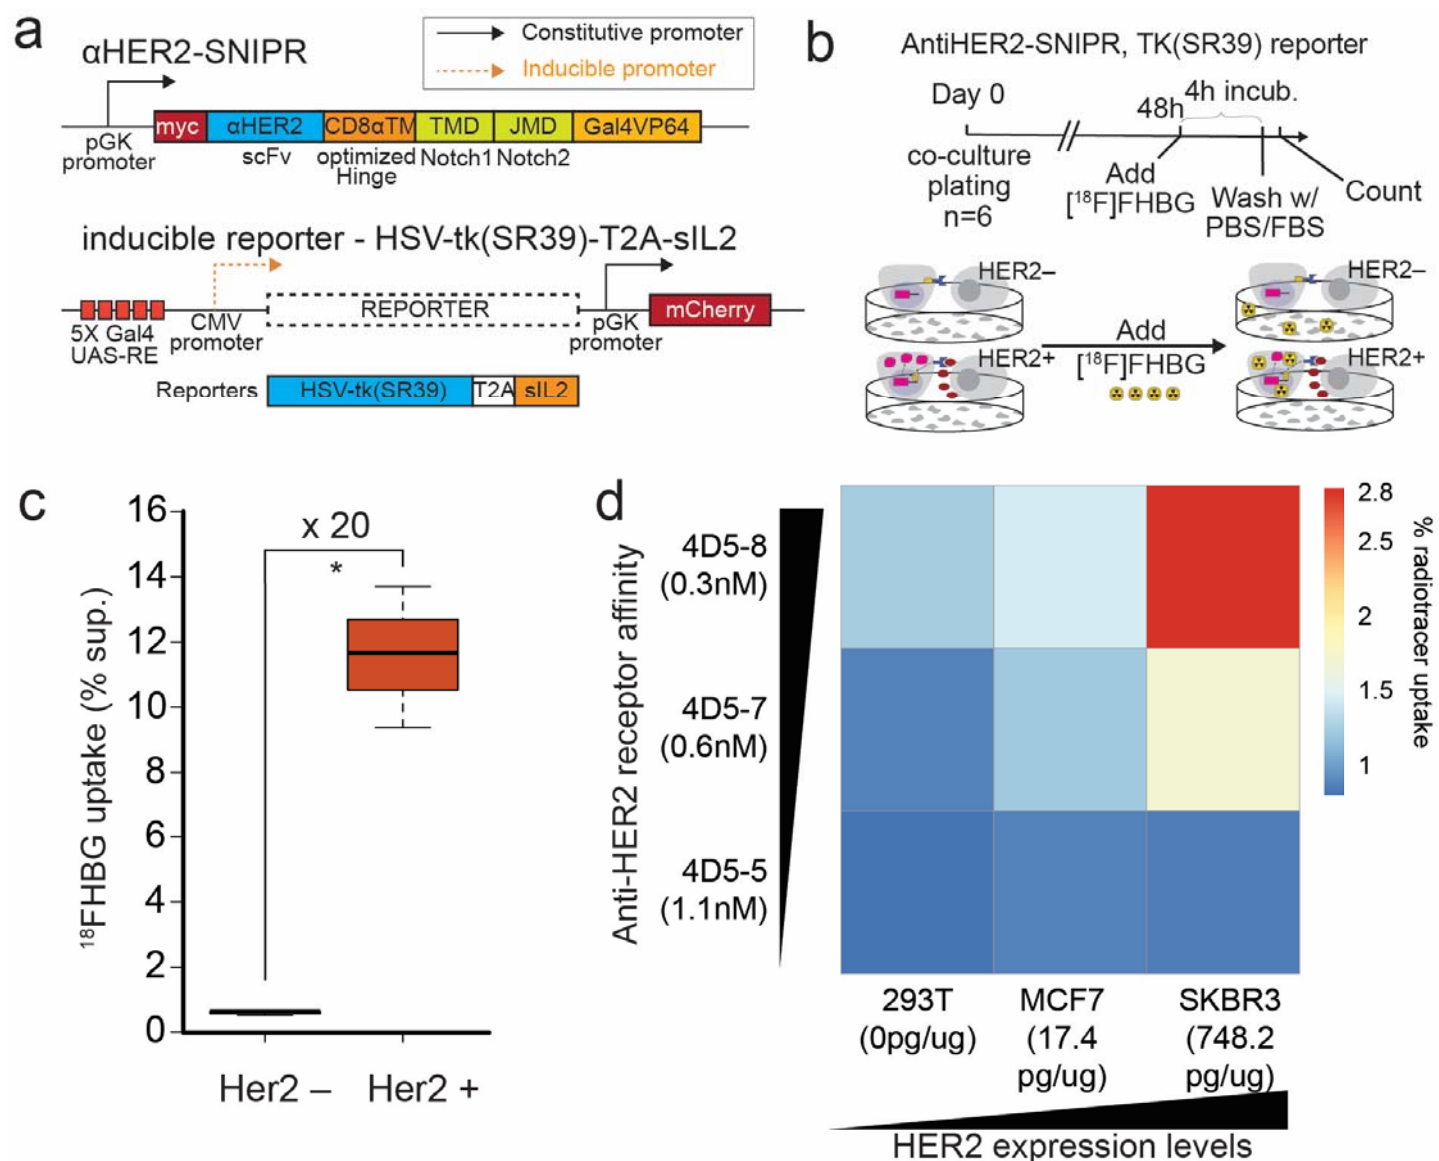 a
αHER2-SNIPR
Constitutive promoter
Inducible promoter
pGK
promoter
myc αHER2 CD8αTM TMD JMD Gal4VP64
scFv optimized Notch1 Notch2
Hinge
inducible reporter - HSV-tk(SR39)-T2A-sIL2
5X Gal4
UAS-RE
CMV
promoter
REPORTER
pGK
promoter
mCherry
Reporters HSV-tk(SR39) T2A sIL2
b
AntiHER2-SNIPR, TK(SR39) reporter
Day 0
48h
4h incub.
co-culture
plating
n=6
Add
[¹⁸F]FHBG
Wash w/
PBS/FBS
Count
HER2–
HER2+
Add
[¹⁸F]FHBG
HER2–
HER2+
c
¹⁸FHBG uptake (% sup.)
16
14
12
10
8
6
4
2
0
x 20
*
Her2 – Her2 +
d
Anti-HER2 receptor affinity
4D5-8
(0.3nM)
4D5-7
(0.6nM)
4D5-5
(1.1nM)
293T
(0pg/ug)
MCF7
(17.4
pg/ug)
SKBR3
(748.2
pg/ug)
HER2 expression levels
2.8
2.5
2
1.5
1
% radiotracer uptake